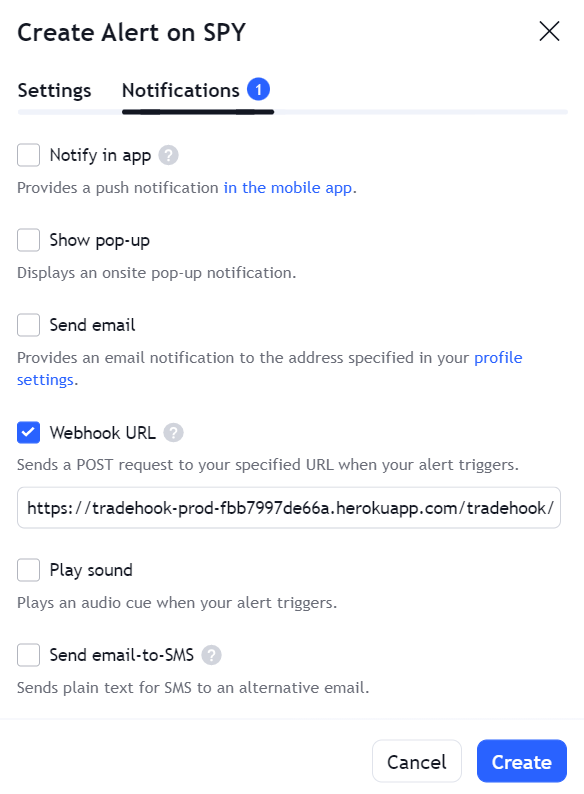 Create Alert on SPY
Settings Notifications 1
Notify in app ?
Provides a push notification in the mobile app.
Show pop-up
Displays an onsite pop-up notification.
Send email
Provides an email notification to the address specified in your profile
settings.
Webhook URL ?
Sends a POST request to your specified URL when your alert triggers.
https://tradehook-prod-fbb7997de66a.herokuapp.com/tradehook/
Play sound
Plays an audio cue when your alert triggers.
Send email-to-SMS ?
Sends plain text for SMS to an alternative email.
Cancel Create